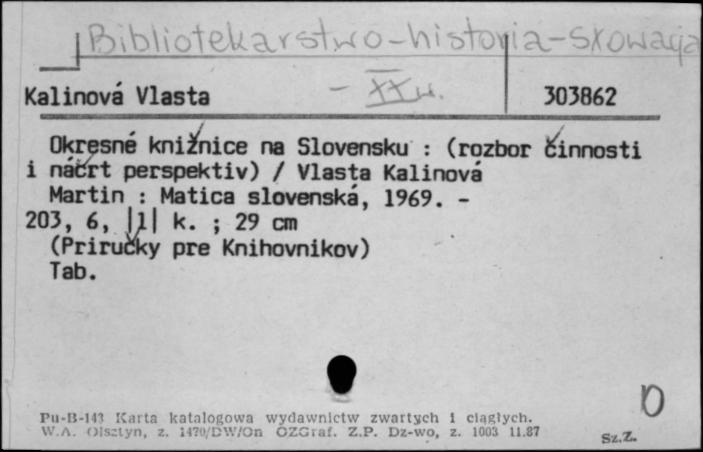 Bibliotekarstwo-historia-Słowacja
- XX w.
Kalinová Vlasta 303862
Okresné knižnice na Slovensku : (rozbor činnosti
i náčrt perspektiv) / Vlasta Kalinová
Martin : Matica slovenská, 1969. -
203, 6, |1| k. ; 29 cm
(Priručky pre Knihovnikov)
Tab.
D
Pu-B-143 Karta katalogowa wydawnictw zwartych i ciągłych.
W.A. Olsztyn, z. 1470/DW/On OZGraf. Z.P. Dz-wo, z. 1003 11.87
Sz.Z.